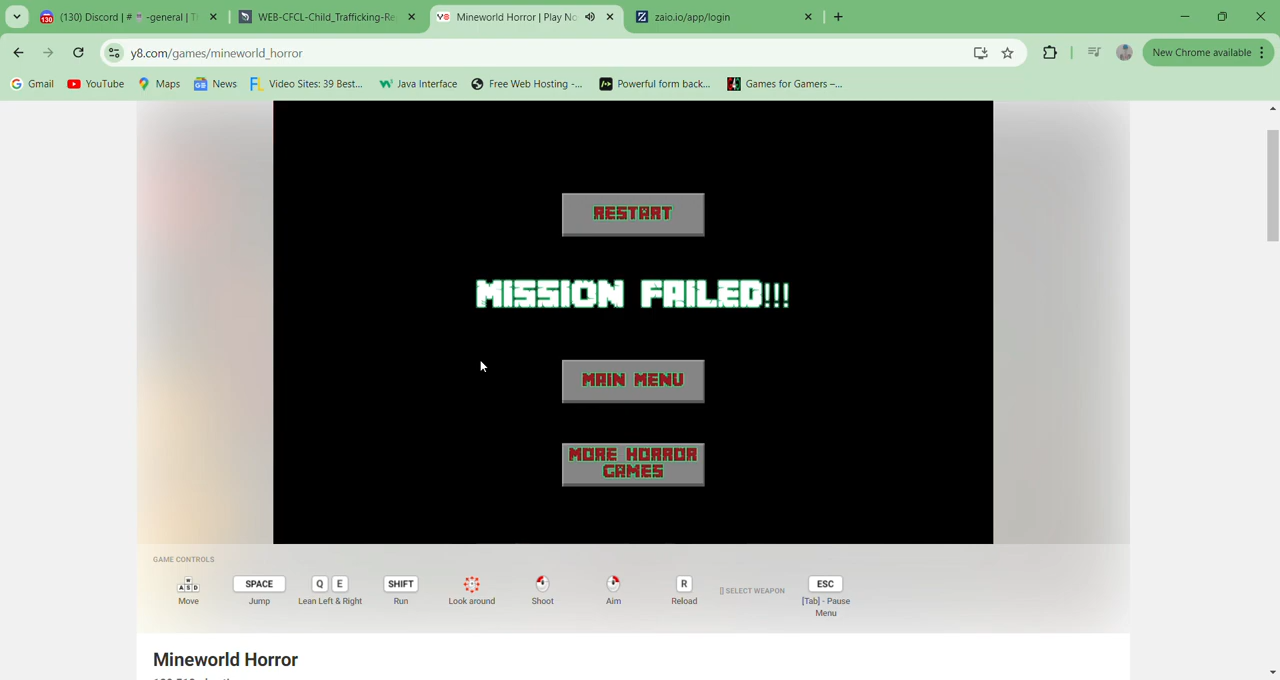 (130) Discord | # -general | T
WEB-CFCL-Child_Trafficking-Re
Mineworld Horror | Play No
zaio.io/app/login
y8.com/games/mineworld_horror
New Chrome available
Gmail
YouTube
Maps
News
Video Sites: 39 Best...
Java Interface
Free Web Hosting -...
Powerful form back...
Games for Gamers –...
RESTART
MISSION FAILED!!!
MAIN MENU
MORE HORROR
GAMES
GAME CONTROLS
W
A S D
Move
SPACE
Jump
Q E
Lean Left & Right
SHIFT
Run
Look around
Shoot
Aim
R
Reload
[] SELECT WEAPON
ESC
[Tab] - Pause
Menu
Mineworld Horror